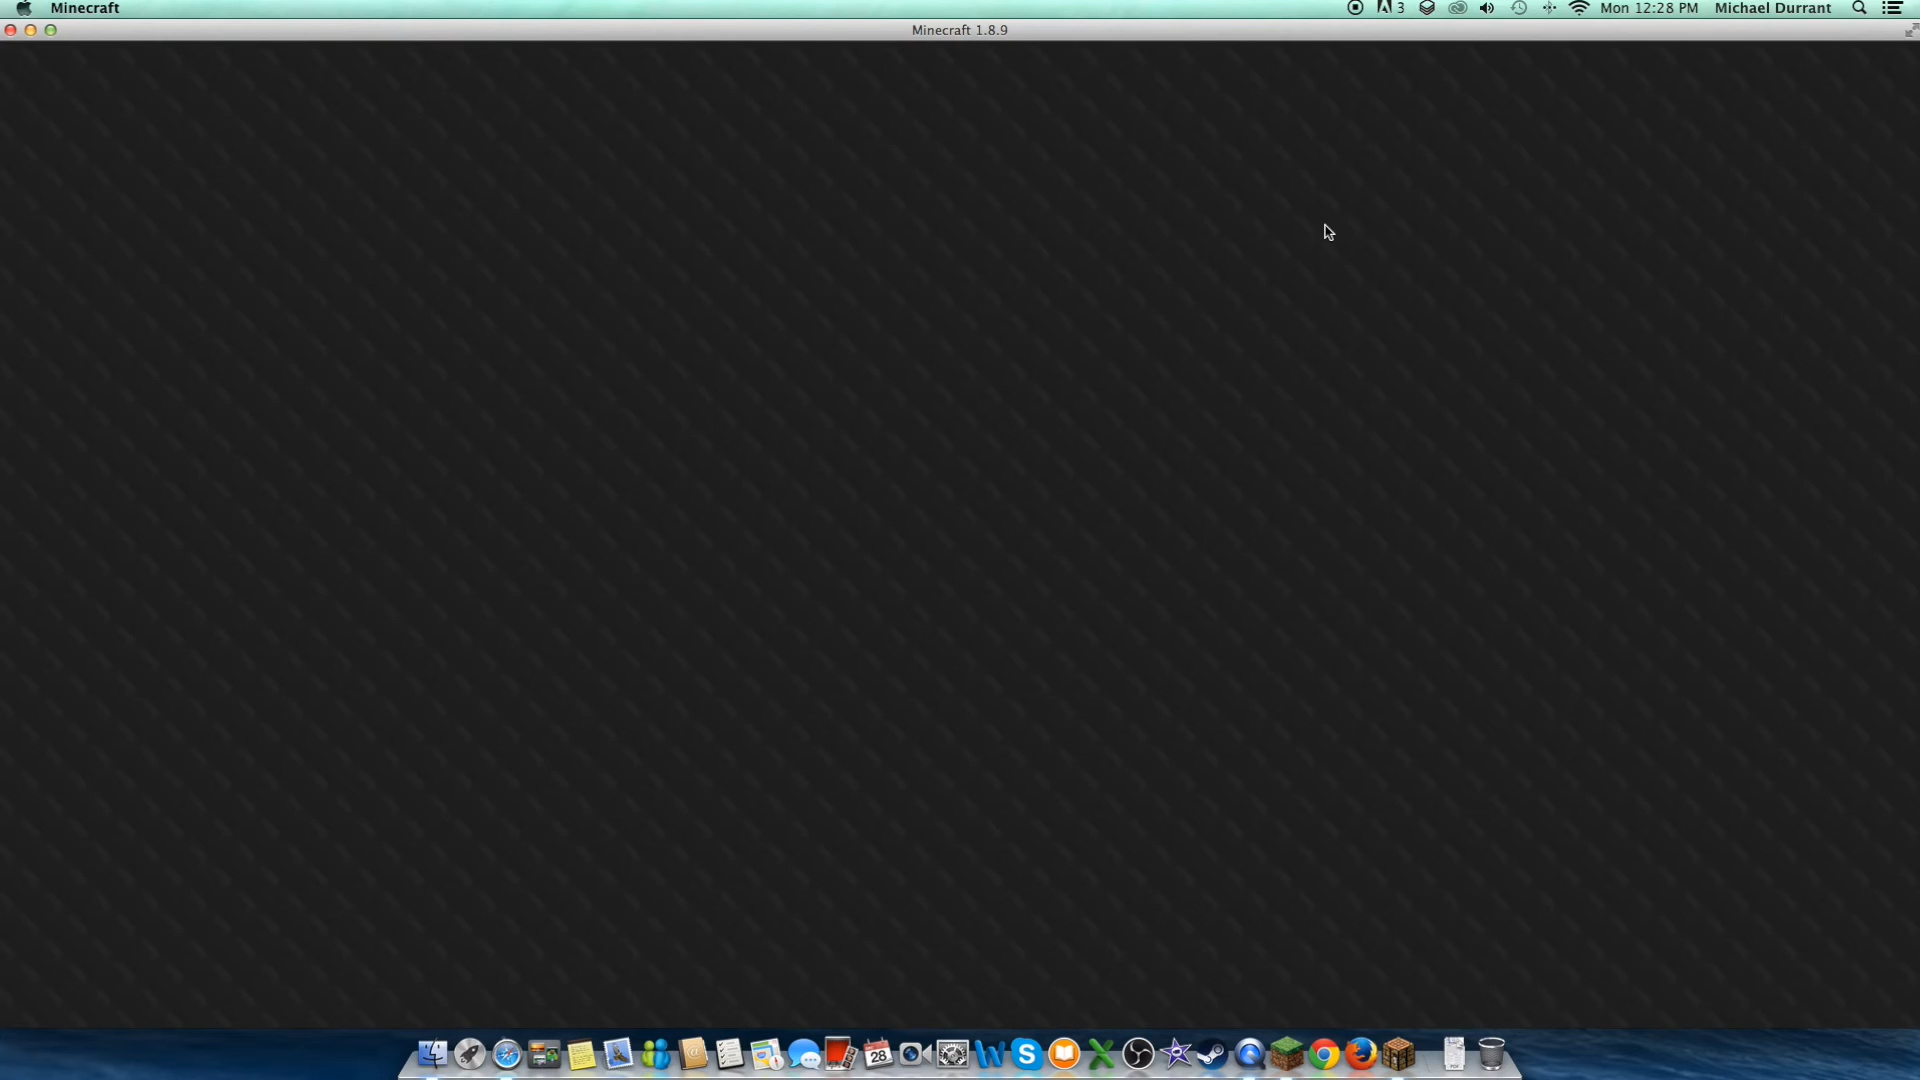 Minecraft
3
Mon 12:28 PM
Michael Durrant
Minecraft 1.8.9
28